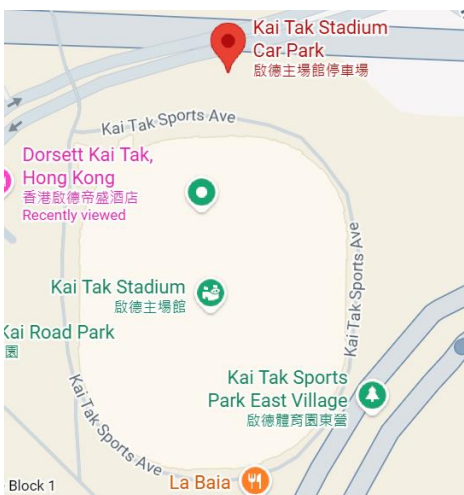 Kai Tak Stadium
Car Park
啟德主場館停車場
Kai Tak Sports Ave
Dorsett Kai Tak,
Hong Kong
香港啟德帝盛酒店
Recently viewed
Kai Tak Sports Ave
Kai Tak Stadium
啟德主場館
Kai Road Park
園
Kai Tak Sports
Park East Village
啟德體育園東營
Kai Tak Sports Ave
La Baia
Block 1